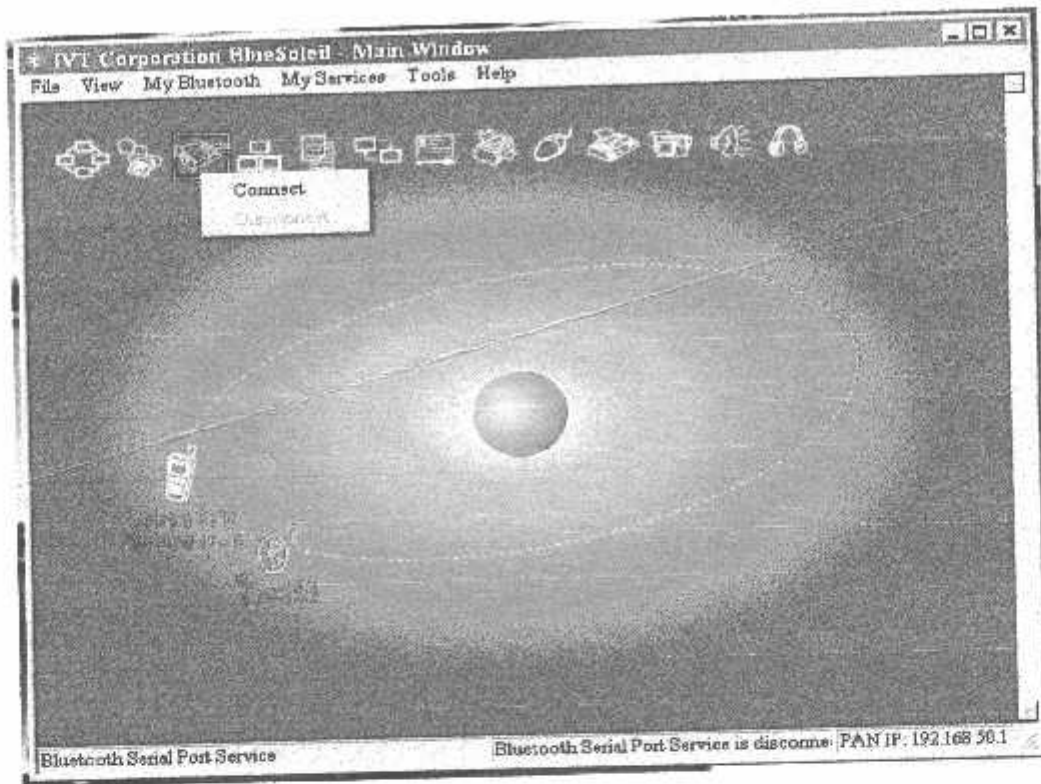 IVT Corporation BlueSoleil - Main Window
File View My Bluetooth My Services Tools Help
Connect
Disconnect
Bluetooth Serial Port Service
Bluetooth Serial Port Service is disconne
PAN IP: 192.168.50.1